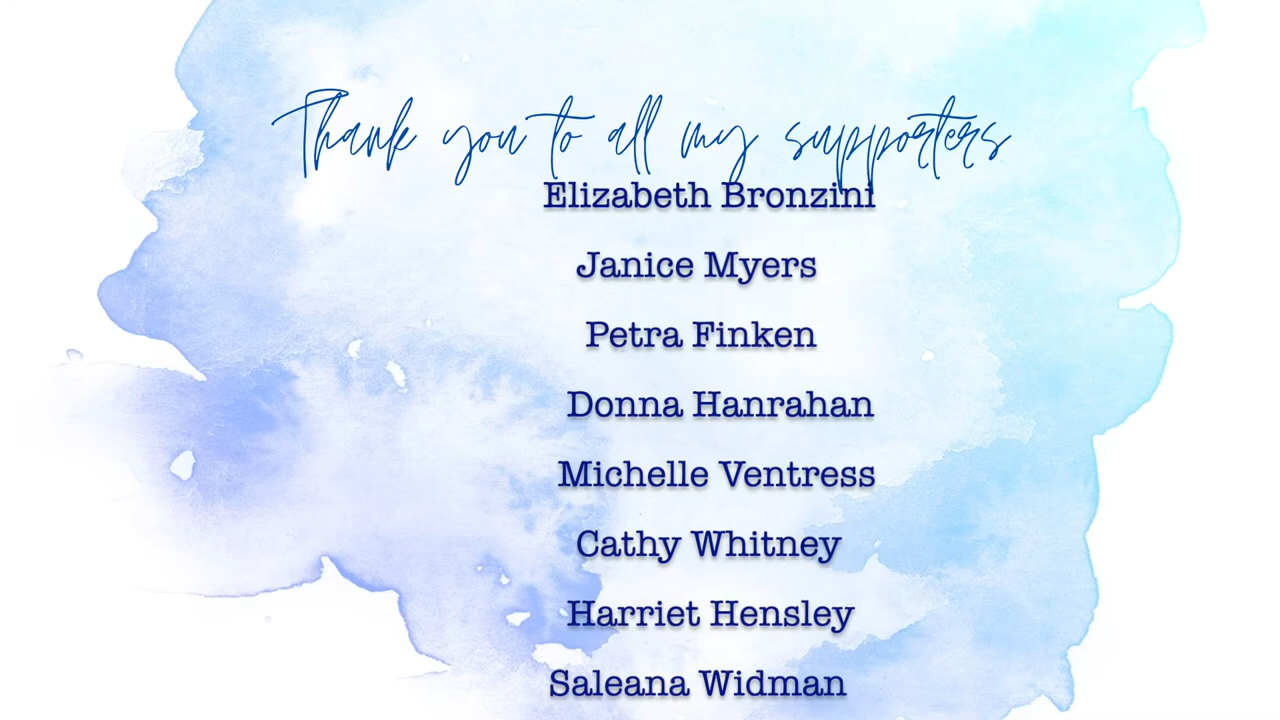 Thank you to all my supporters
Elizabeth Bronzini
Janice Myers
Petra Finken
Donna Hanrahan
Michelle Ventress
Cathy Whitney
Harriet Hensley
Saleana Widman